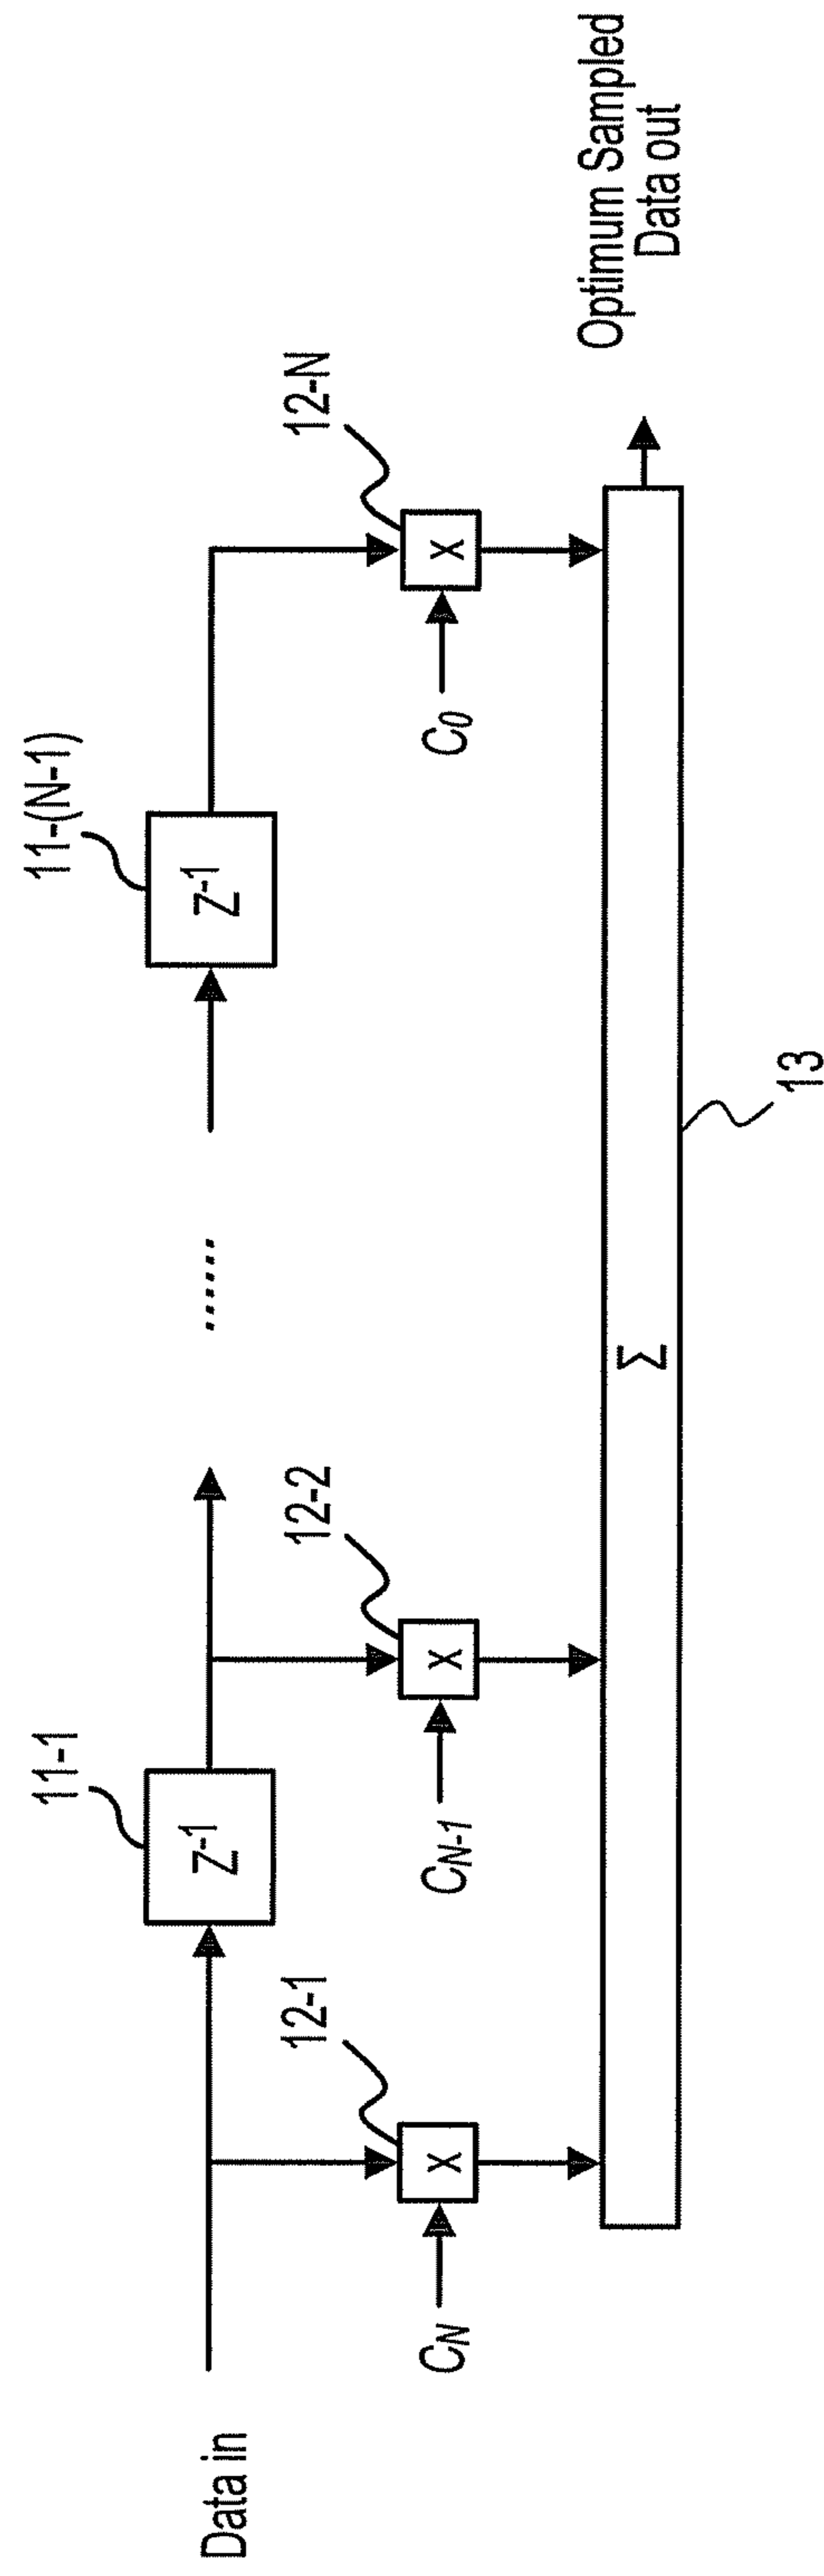 11-1
11-(N-1)
Data in
Z-1
......
Z-1
12-1
12-2
12-N
CN
X
CN-1
X
C0
X
Σ
Optimum Sampled
Data out
13